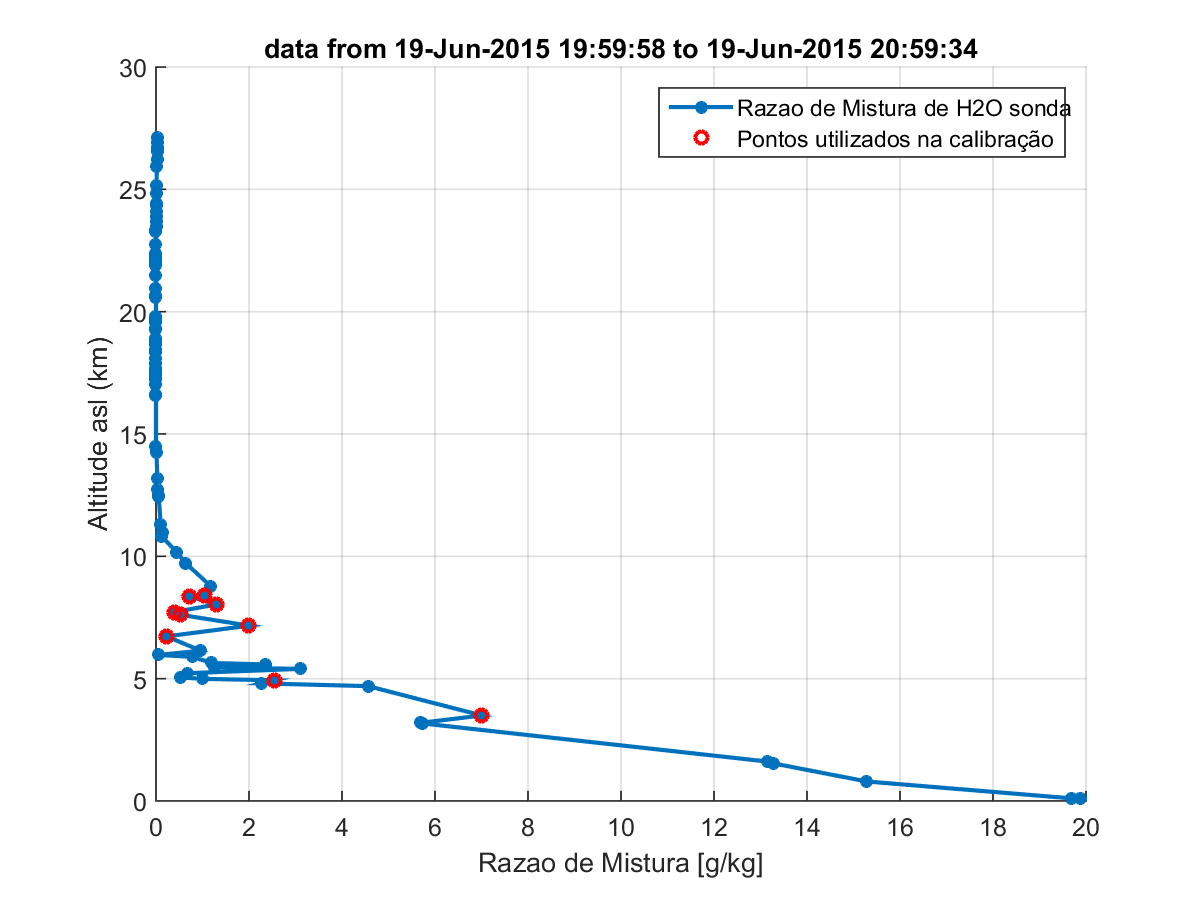 data from 19-Jun-2015 19:59:58 to 19-Jun-2015 20:59:34
30
Razao de Mistura de H2O sonda
Pontos utilizados na calibração
25
20
15
10
5
0
Altitude asl (km)
0 2 4 6 8 10 12 14 16 18 20
Razao de Mistura [g/kg]